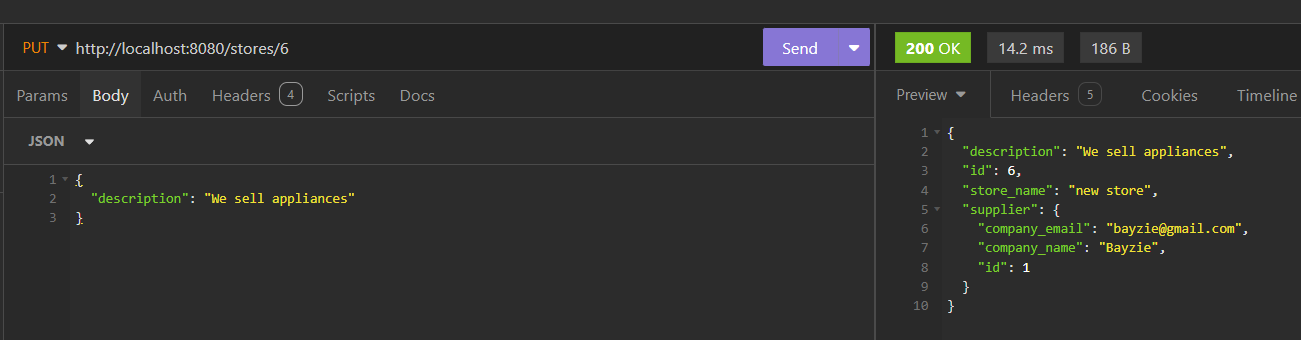 PUT http://localhost:8080/stores/6 Send
Params Body Auth Headers 4 Scripts Docs
JSON
1 {
2 "description": "We sell appliances"
3 }
200 OK 14.2 ms 186 B
Preview Headers 5 Cookies Timeline
1 {
2 "description": "We sell appliances",
3 "id": 6,
4 "store_name": "new store",
5 "supplier": {
6 "company_email": "bayzie@gmail.com",
7 "company_name": "Bayzie",
8 "id": 1
9 }
10 }